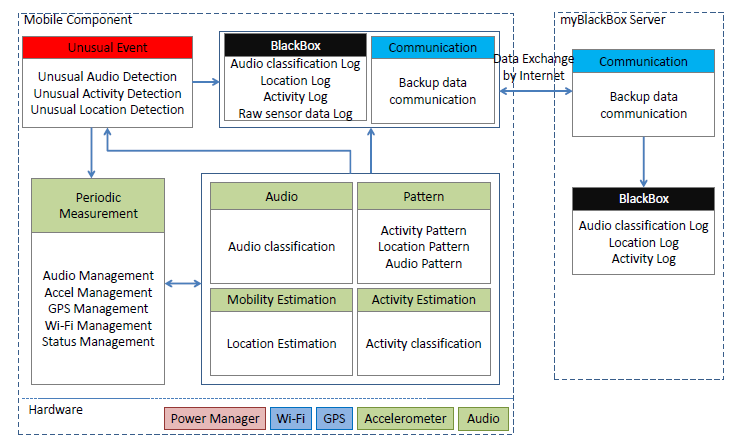 Mobile Component
Unusual Event
Unusual Audio Detection
Unusual Activity Detection
Unusual Location Detection
BlackBox
Audio classification Log
Location Log
Activity Log
Raw sensor data Log
Communication
Backup data
communication
Data Exchange
by Internet
myBlackBox Server
Communication
Backup data
communication
BlackBox
Audio classification Log
Location Log
Activity Log
Periodic
Measurement
Audio Management
Accel Management
GPS Management
Wi-Fi Management
Status Management
Audio
Audio classification
Pattern
Activity Pattern
Location Pattern
Audio Pattern
Mobility Estimation
Location Estimation
Activity Estimation
Activity classification
Hardware
Power Manager
Wi-Fi
GPS
Accelerometer
Audio